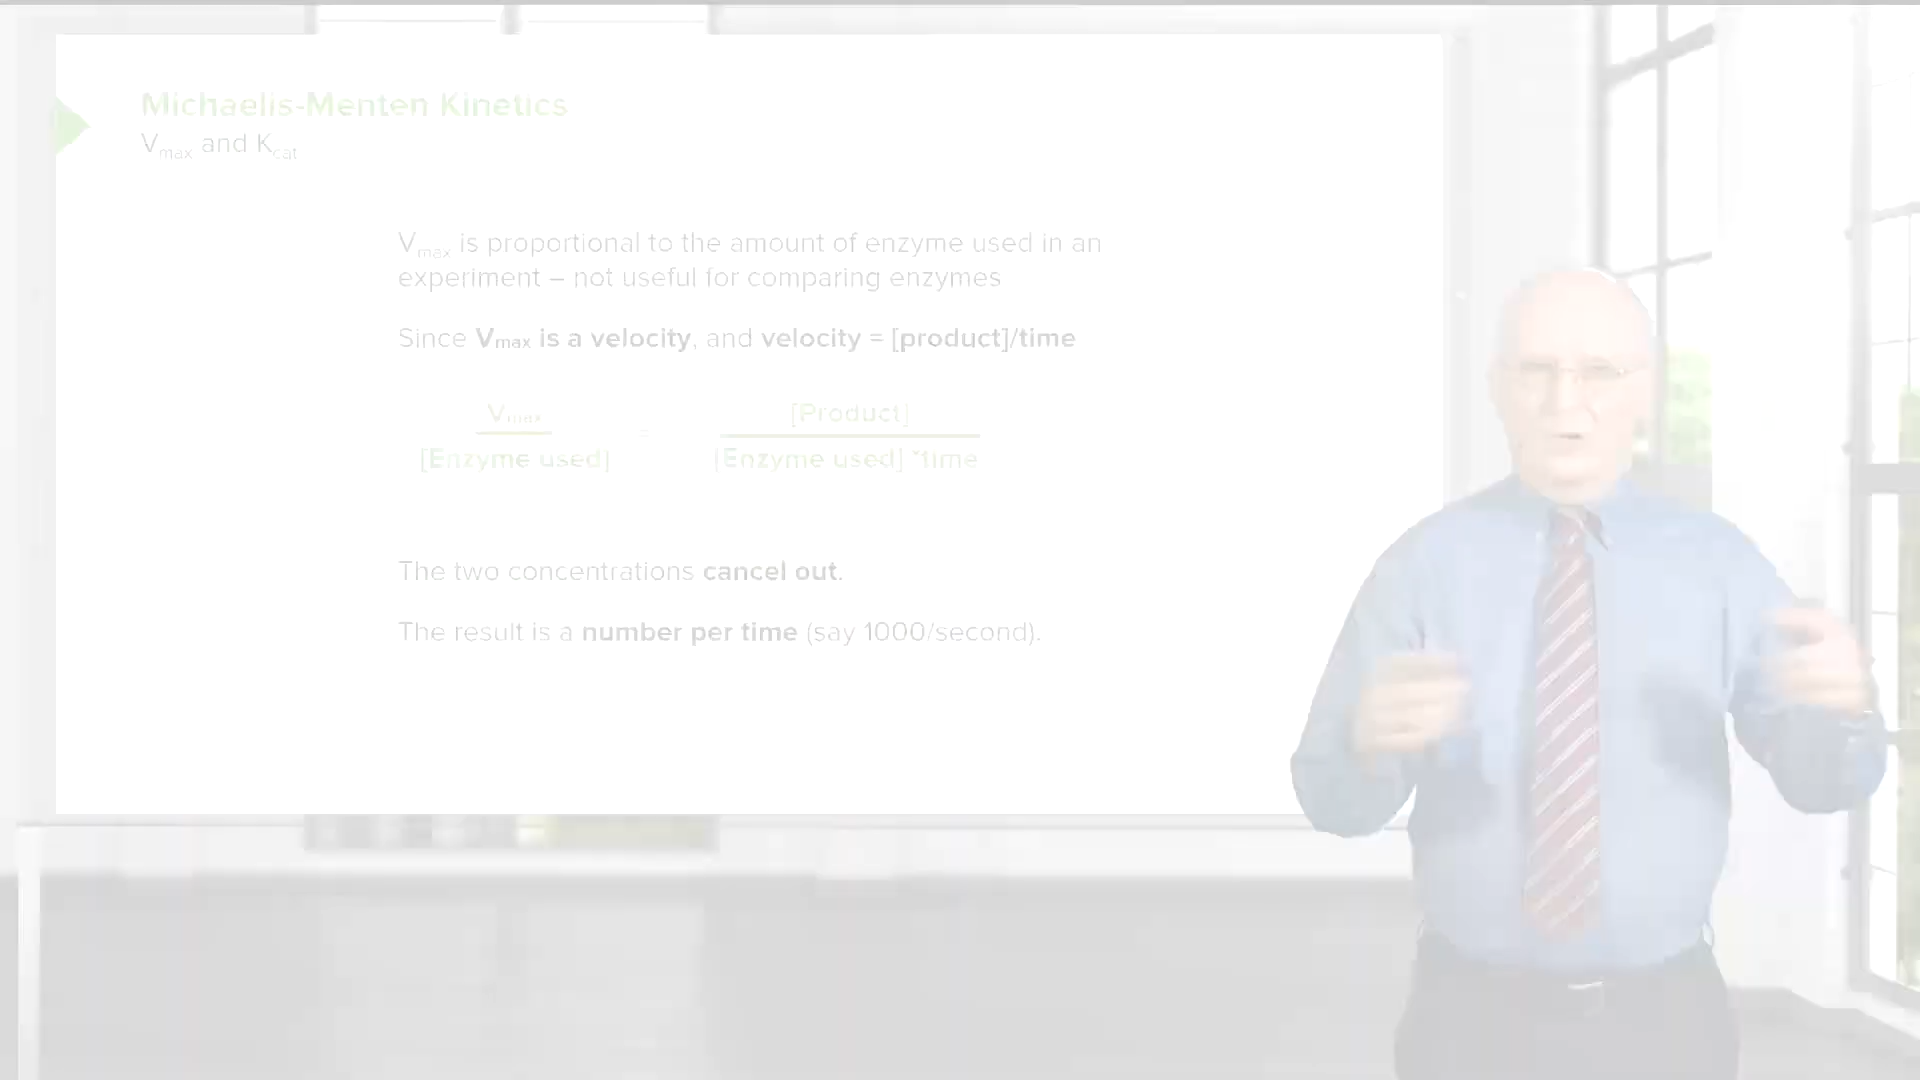 Michaelis-Menten Kinetics
Vmax and Kcat
Vmax is proportional to the amount of enzyme used in an
experiment – not useful for comparing enzymes
Since Vmax is a velocity, and velocity = [product]/time
Vmax = [Product]
[Enzyme used] [Enzyme used] *time
The two concentrations cancel out.
The result is a number per time (say 1000/second).